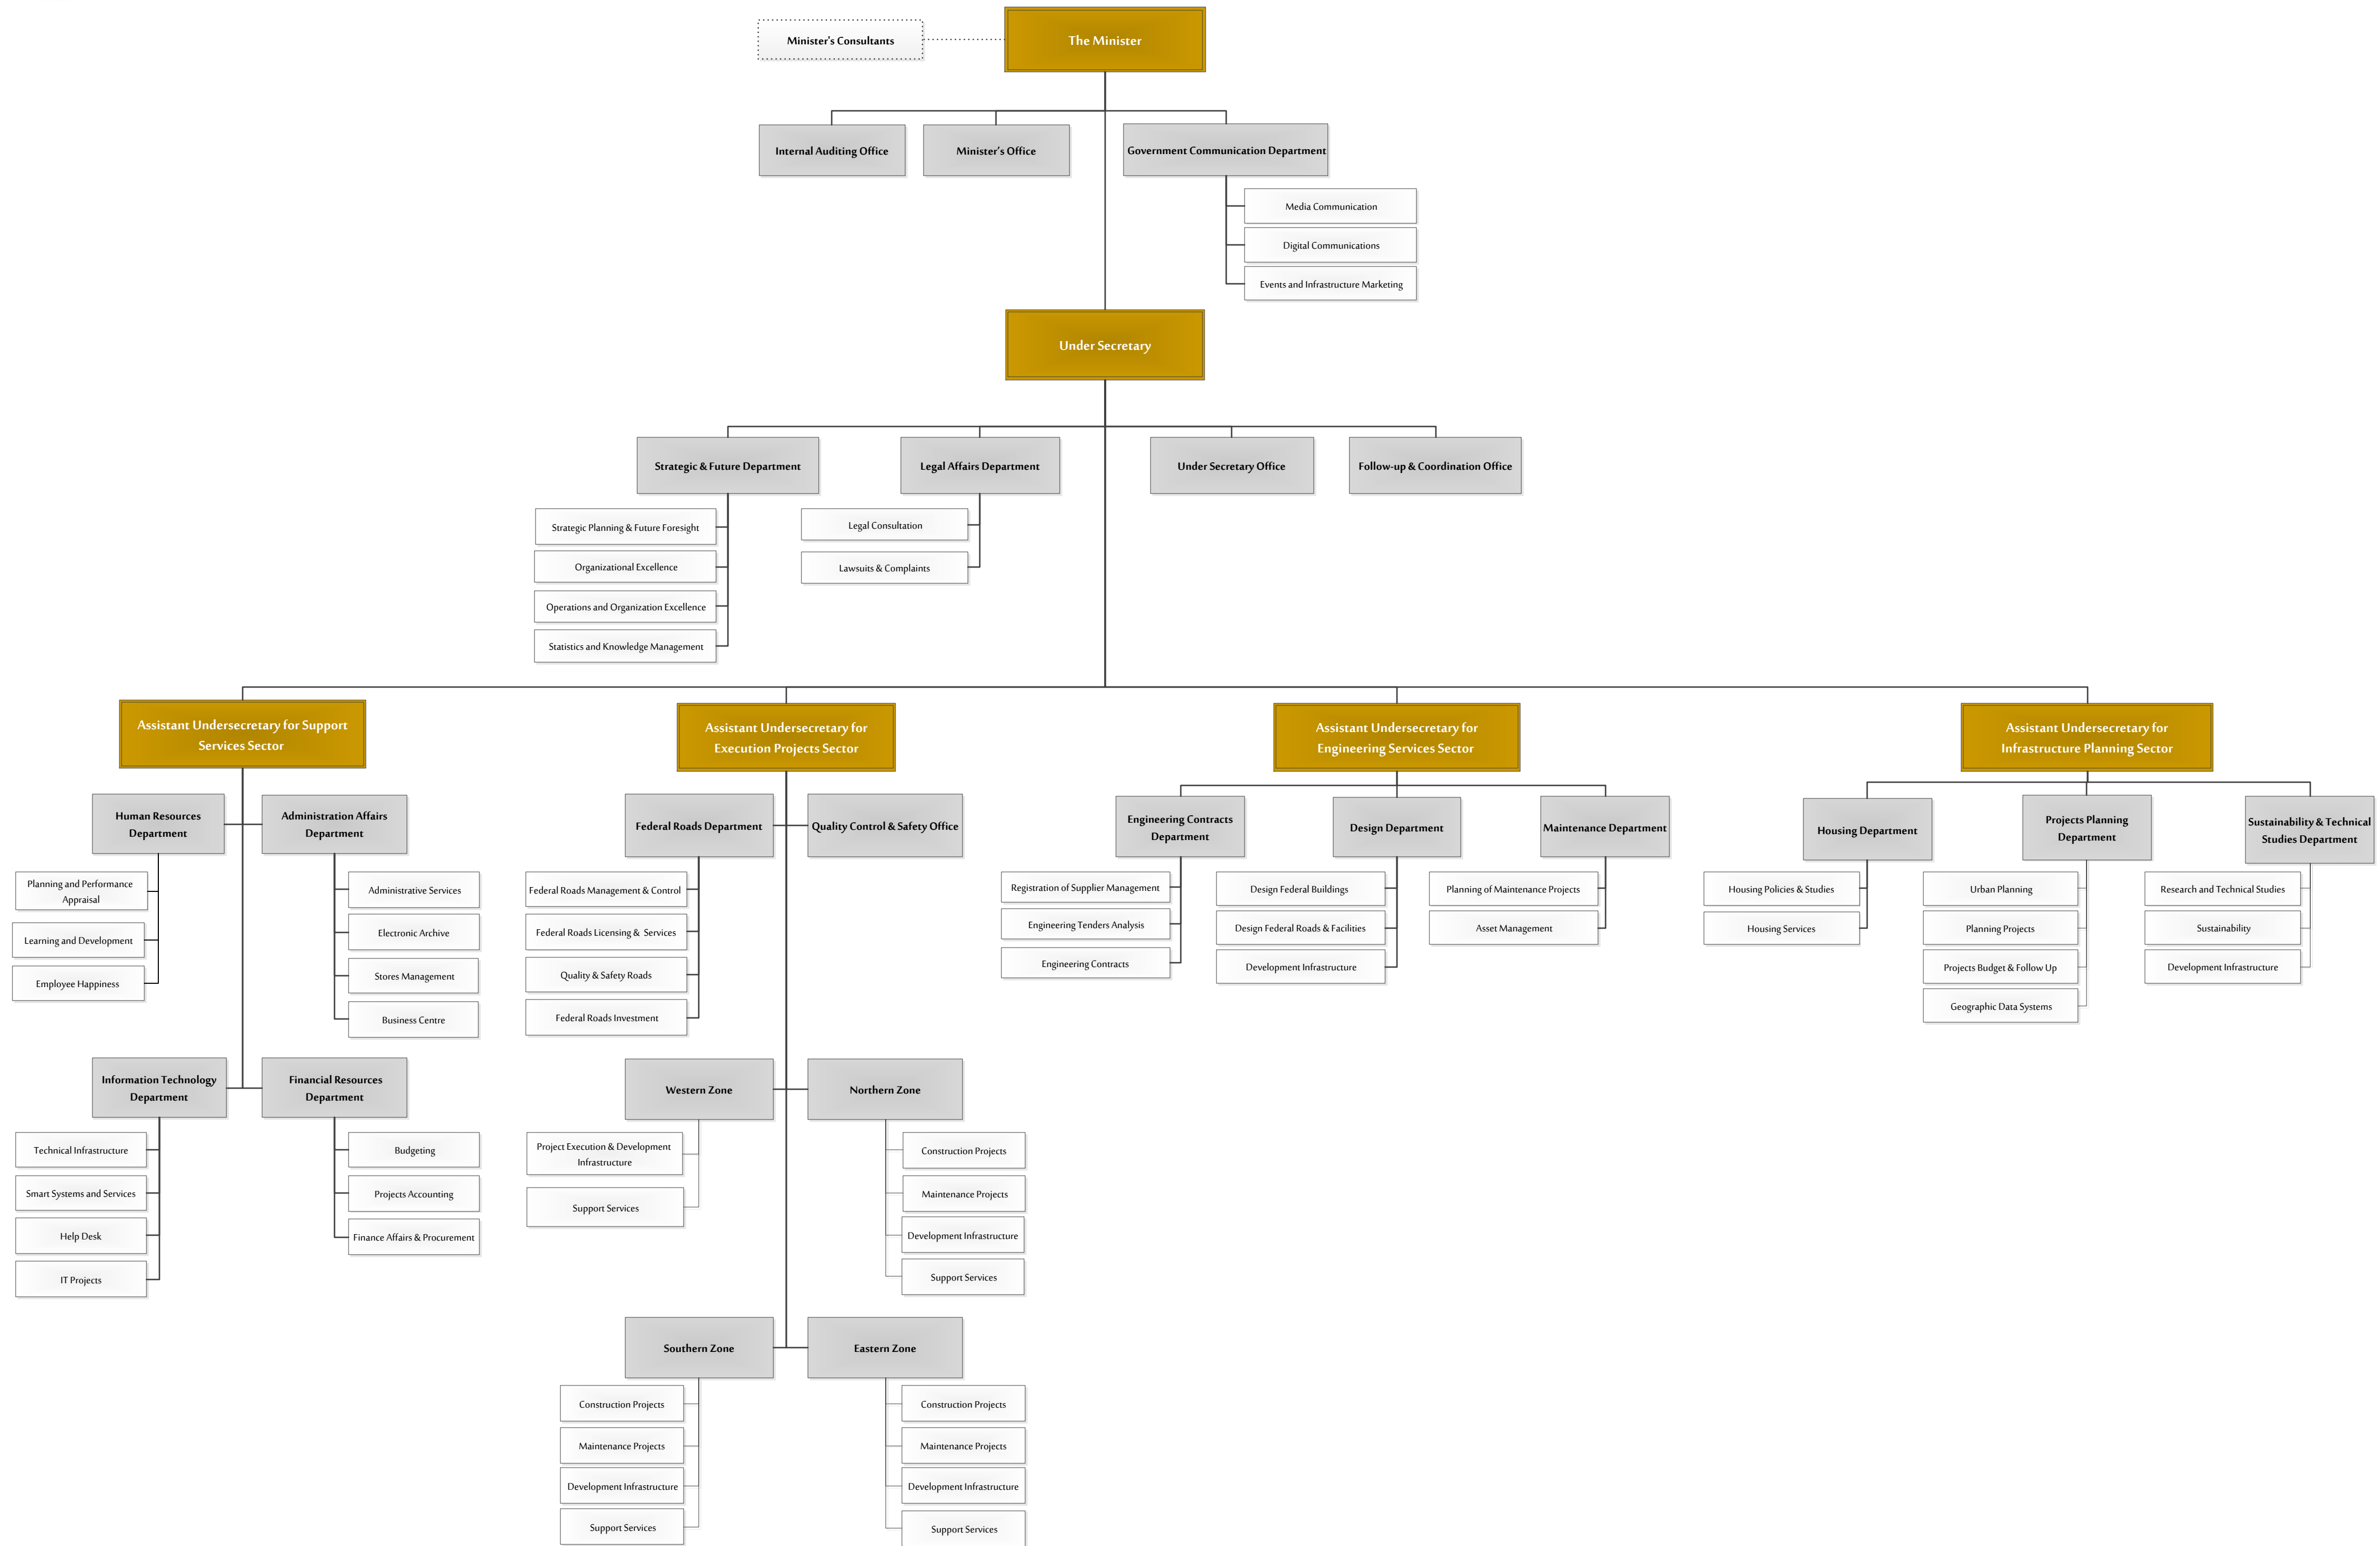 Minister's Consultants
The Minister
Internal Auditing Office
Minister's Office
Government Communication Department
Media Communication
Digital Communications
Events and Infrastructure Marketing
Under Secretary
Strategic & Future Department
Legal Affairs Department
Under Secretary Office
Follow-up & Coordination Office
Strategic Planning & Future Foresight
Organizational Excellence
Operations and Organization Excellence
Statistics and Knowledge Management
Legal Consultation
Lawsuits & Complaints
Assistant Undersecretary for Support
Services Sector
Assistant Undersecretary for
Execution Projects Sector
Assistant Undersecretary for
Engineering Services Sector
Assistant Undersecretary for
Infrastructure Planning Sector
Human Resources
Department
Planning and Performance
Appraisal
Learning and Development
Employee Happiness
Administration Affairs
Department
Administrative Services
Electronic Archive
Stores Management
Business Centre
Information Technology
Department
Technical Infrastructure
Smart Systems and Services
Help Desk
IT Projects
Financial Resources
Department
Budgeting
Projects Accounting
Finance Affairs & Procurement
Federal Roads Department
Federal Roads Management & Control
Federal Roads Licensing & Services
Quality & Safety Roads
Federal Roads Investment
Quality Control & Safety Office
Western Zone
Project Execution & Development
Infrastructure
Support Services
Northern Zone
Construction Projects
Maintenance Projects
Development Infrastructure
Support Services
Southern Zone
Construction Projects
Maintenance Projects
Development Infrastructure
Support Services
Eastern Zone
Construction Projects
Maintenance Projects
Development Infrastructure
Support Services
Engineering Contracts
Department
Registration of Supplier Management
Engineering Tenders Analysis
Engineering Contracts
Design Department
Design Federal Buildings
Design Federal Roads & Facilities
Development Infrastructure
Maintenance Department
Planning of Maintenance Projects
Asset Management
Housing Department
Housing Policies & Studies
Housing Services
Projects Planning
Department
Urban Planning
Planning Projects
Projects Budget & Follow Up
Geographic Data Systems
Sustainability & Technical
Studies Department
Research and Technical Studies
Sustainability
Development Infrastructure